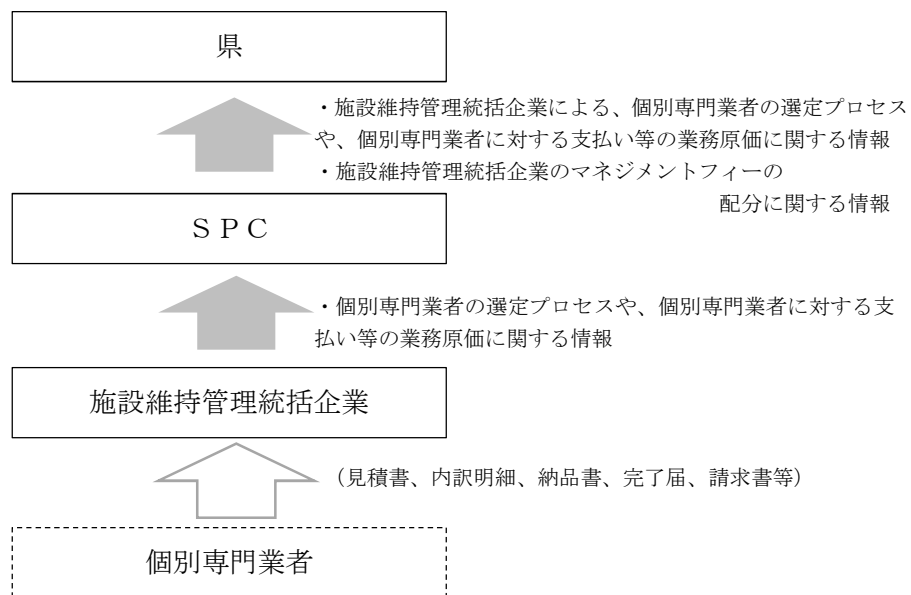 県
・施設維持管理統括企業による、個別専門業者の選定プロセス
や、個別専門業者に対する支払い等の業務原価に関する情報
・施設維持管理統括企業のマネジメントフィーの
配分に関する情報
ＳＰＣ
・個別専門業者の選定プロセスや、個別専門業者に対する支
払い等の業務原価に関する情報
施設維持管理統括企業
（見積書、内訳明細、納品書、完了届、請求書等）
個別専門業者